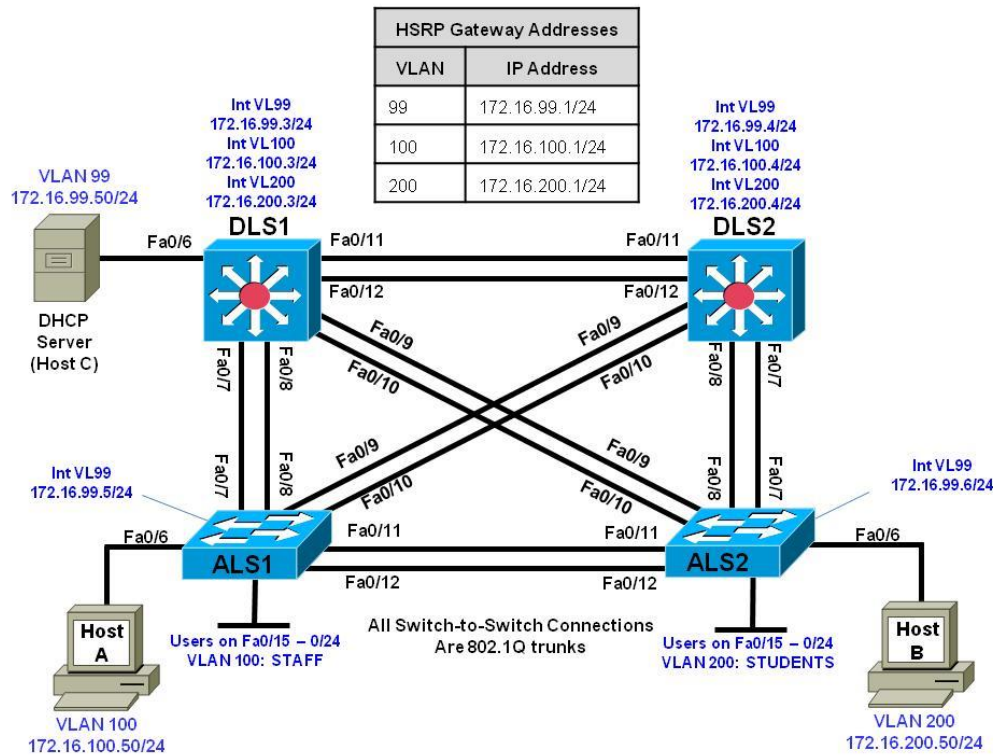 HSRP Gateway Addresses
VLAN IP Address
99 172.16.99.1/24
100 172.16.100.1/24
200 172.16.200.1/24
Int VL99
172.16.99.3/24
Int VL100
172.16.100.3/24
Int VL200
172.16.200.3/24
DLS1
Int VL99
172.16.99.4/24
Int VL100
172.16.100.4/24
Int VL200
172.16.200.4/24
DLS2
VLAN 99
172.16.99.50/24
Fa0/6
DHCP
Server
(Host C)
Fa0/11
Fa0/11
Fa0/12
Fa0/12
Fa0/9
Fa0/10
Fa0/9
Fa0/10
Fa0/7
Fa0/8
Fa0/8
Fa0/7
Fa0/7
Fa0/8
Fa0/9
Fa0/10
Fa0/9
Fa0/10
Fa0/8
Fa0/7
Int VL99
172.16.99.5/24
Int VL99
172.16.99.6/24
Fa0/6
ALS1
Fa0/11
Fa0/11
Fa0/12
Fa0/12
ALS2
Fa0/6
Host
A
VLAN 100
172.16.100.50/24
Users on Fa0/15 – 0/24
VLAN 100: STAFF
All Switch-to-Switch Connections
Are 802.1Q trunks
Users on Fa0/15 – 0/24
VLAN 200: STUDENTS
Host
B
VLAN 200
172.16.200.50/24